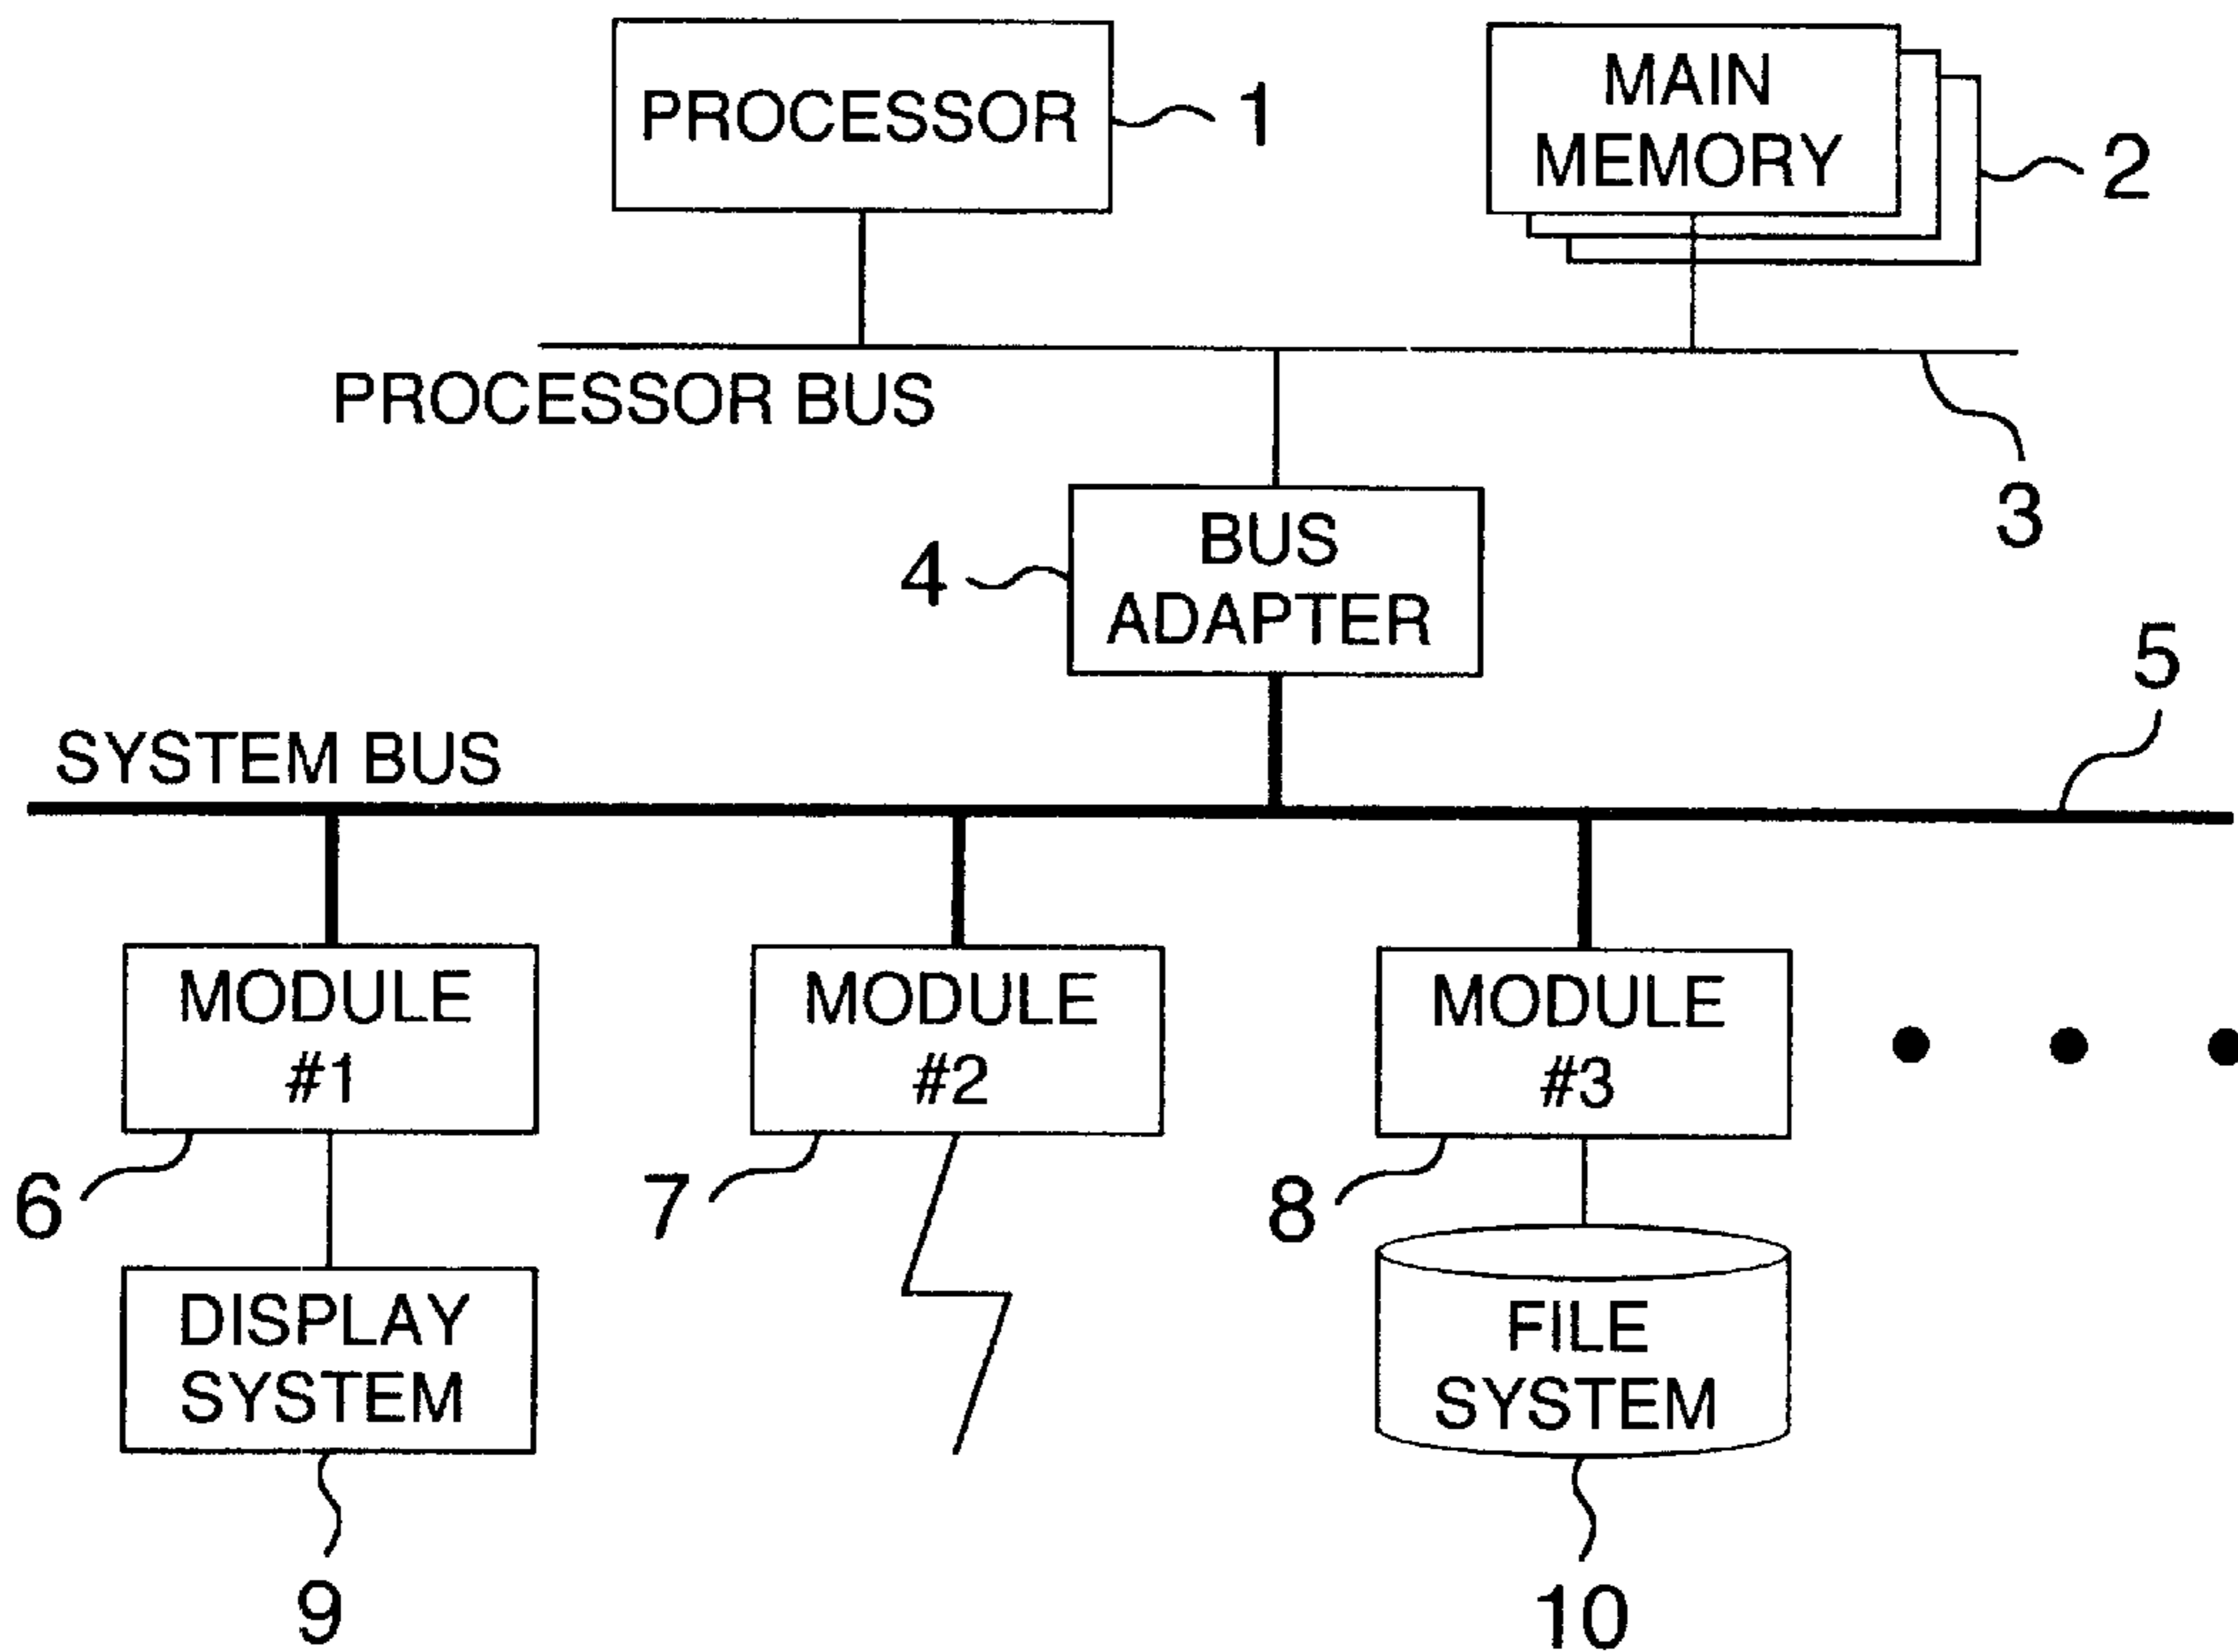 PROCESSOR
1
MAIN
MEMORY
2
PROCESSOR BUS
3
BUS
ADAPTER
4
5
SYSTEM BUS
MODULE
#1
MODULE
#2
MODULE
#3
6
7
8
DISPLAY
SYSTEM
FILE
SYSTEM
9
10